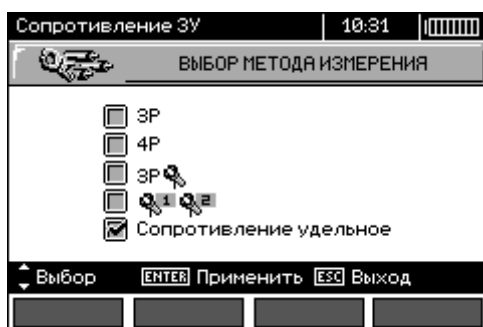 Сопротивление ЗУ 10:31
ВЫБОР МЕТОДА ИЗМЕРЕНИЯ
3P
4P
3P
1 2
Сопротивление удельное
Выбор ENTER Применить ESC Выход